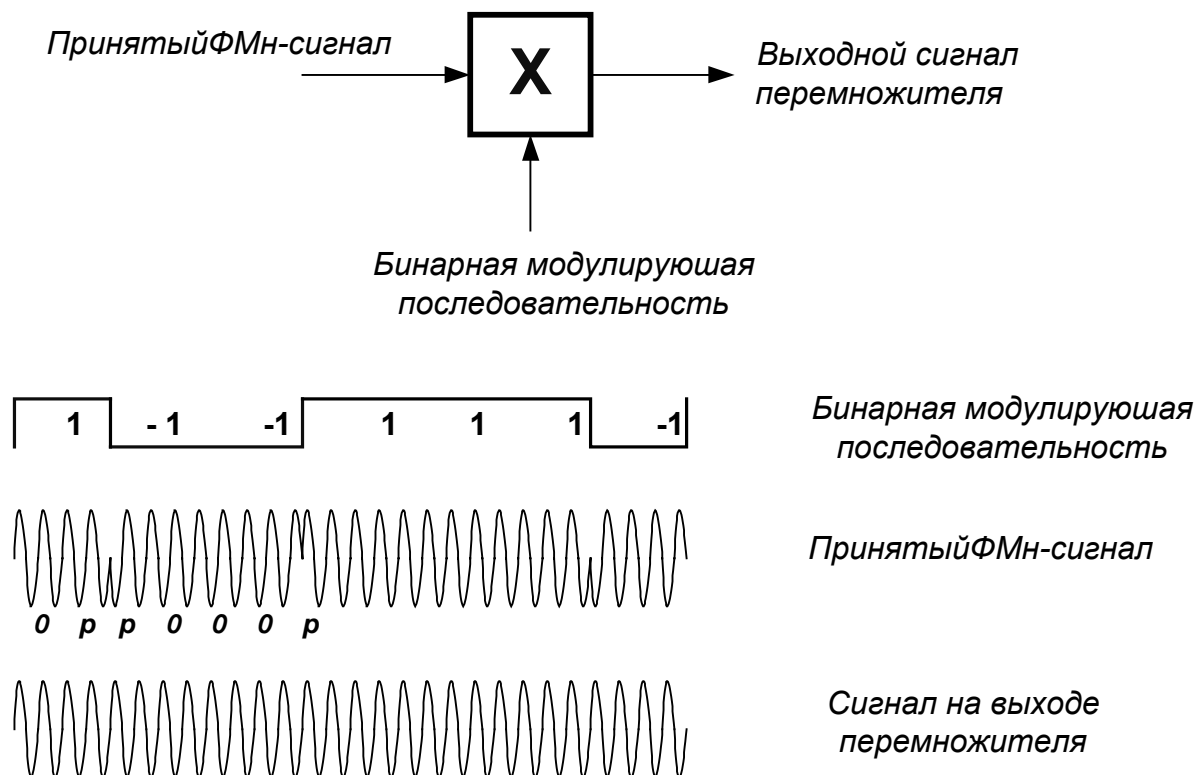 ПринятыйФМн-сигнал
X
Выходной сигнал
перемножителя
Бинарная модулируюшая
последовательность
1 - 1 -1 1 1 1 -1
Бинарная модулируюшая
последовательность
ПринятыйФМн-сигнал
0 p p 0 0 0 p
Сигнал на выходе
перемножителя